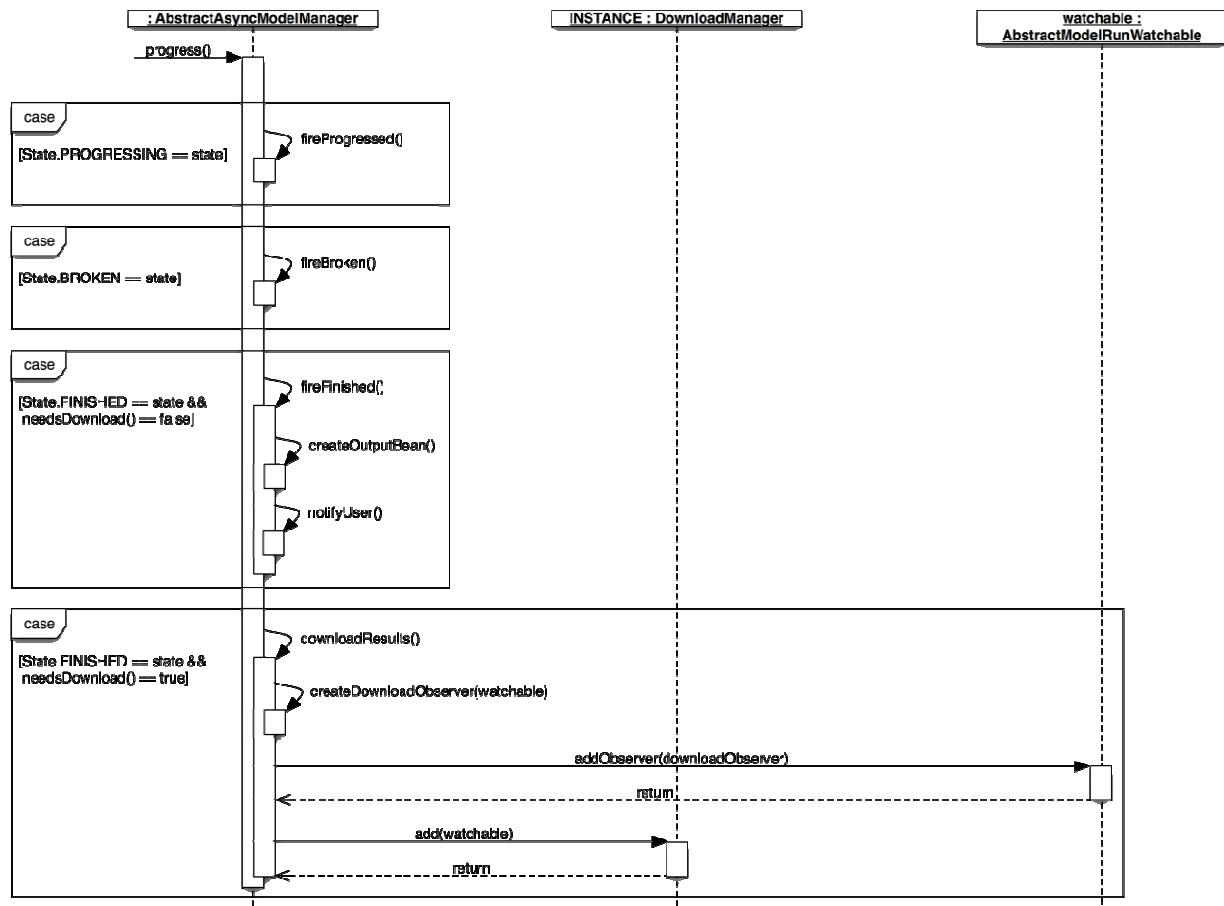 : AbstractAsyncModelManager
INSTANCE : DownloadManager
watchable :
AbstractModelRunWatchable
progress()
case
[State.PROGRESSING == state]
fireProgressed()
case
[State.BROKEN == state]
fireBroken()
case
[State.FINISHED == state &&
needsDownload() == false]
fireFinished()
createOutputBean()
notifyUser()
case
[State.FINISHED == state &&
needsDownload() == true]
downloadResults()
createDownloadObserver(watchable)
addObserver(downloadObserver)
return
add(watchable)
return